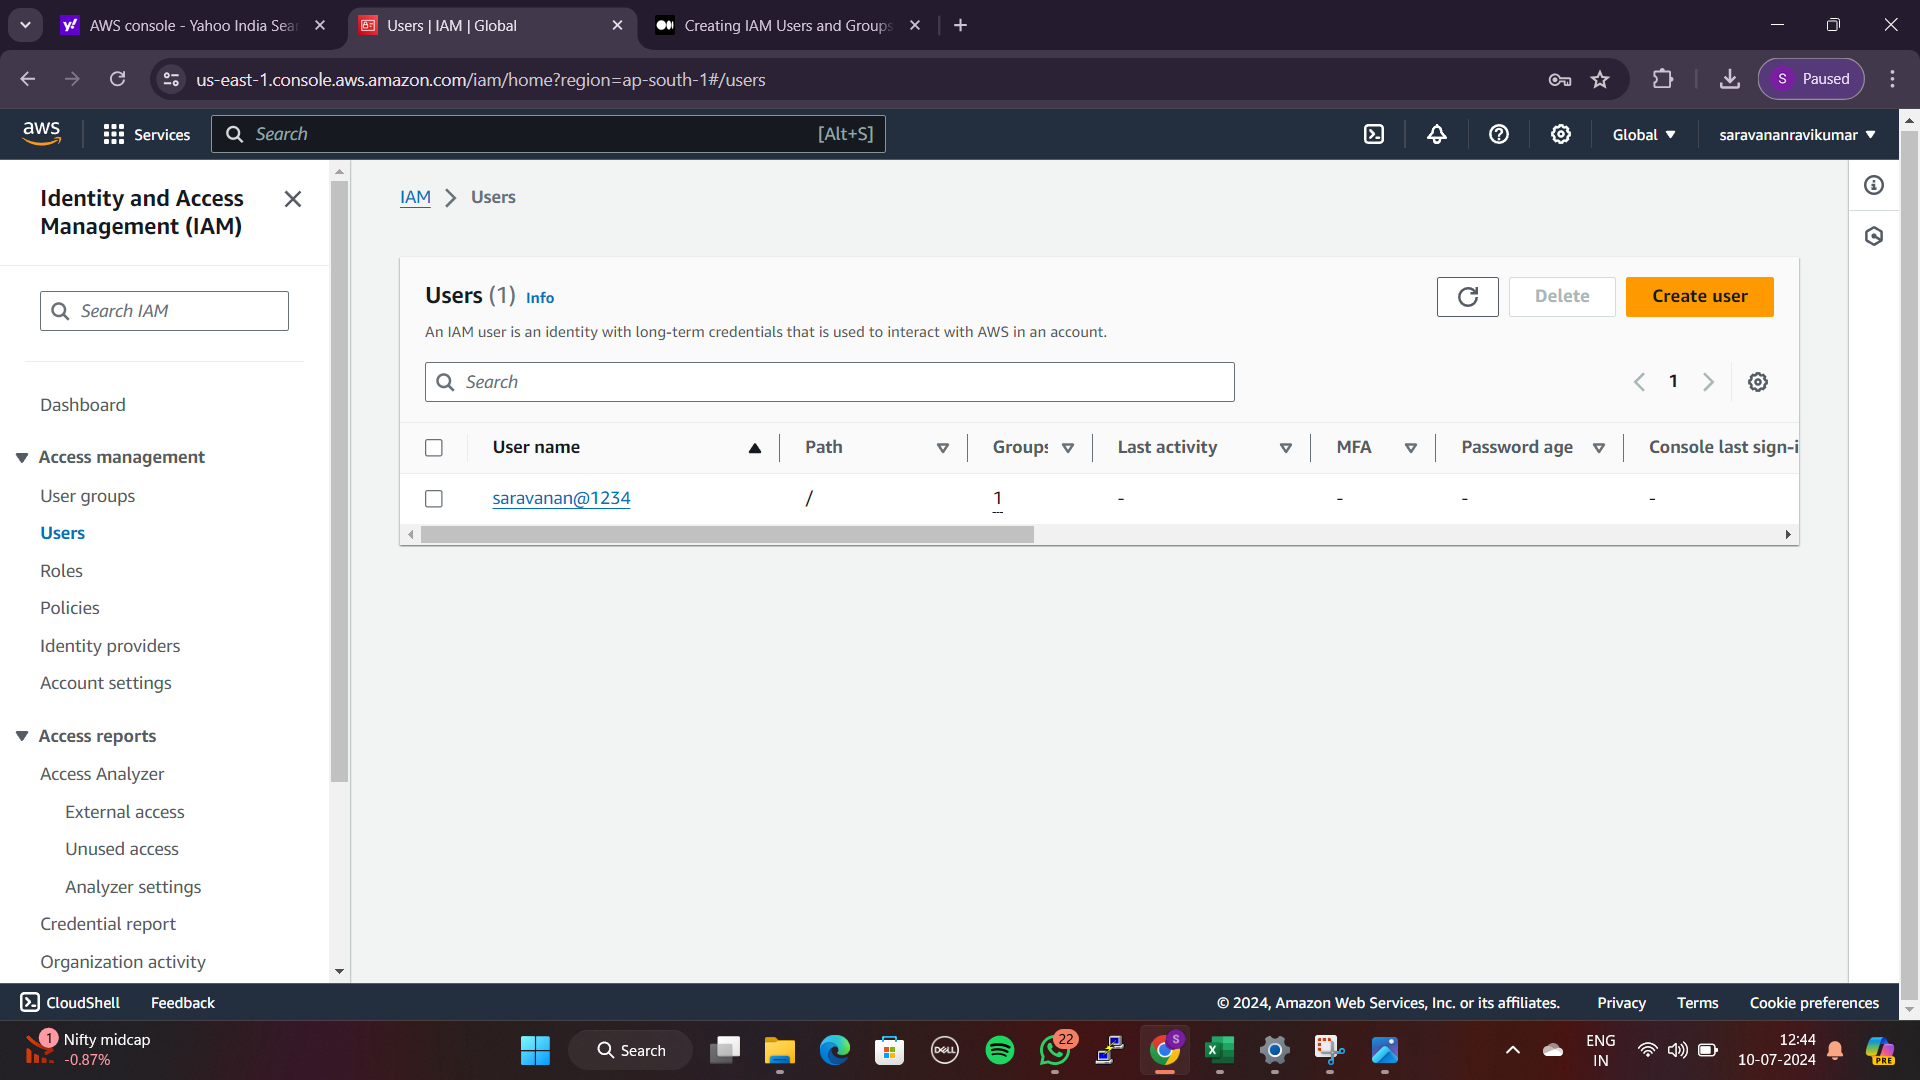 AWS console - Yahoo India Sea
Users | IAM | Global
Creating IAM Users and Groups
us-east-1.console.aws.amazon.com/iam/home?region=ap-south-1#/users
S Paused
aws
Services
Search [Alt+S]
Global
saravananravikumar
Identity and Access
Management (IAM)
Search IAM
Dashboard
Access management
User groups
Users
Roles
Policies
Identity providers
Account settings
Access reports
Access Analyzer
External access
Unused access
Analyzer settings
Credential report
Organization activity
IAM > Users
Users (1) Info
Delete
Create user
An IAM user is an identity with long-term credentials that is used to interact with AWS in an account.
Search
1
User name Path Groups Last activity MFA Password age Console last sign-i
saravanan@1234 / 1 - - - -
CloudShell Feedback
© 2024, Amazon Web Services, Inc. or its affiliates. Privacy Terms Cookie preferences
1
Nifty midcap
-0.87%
Search
DELL
22
S
ENG
IN
12:44
10-07-2024
PRE